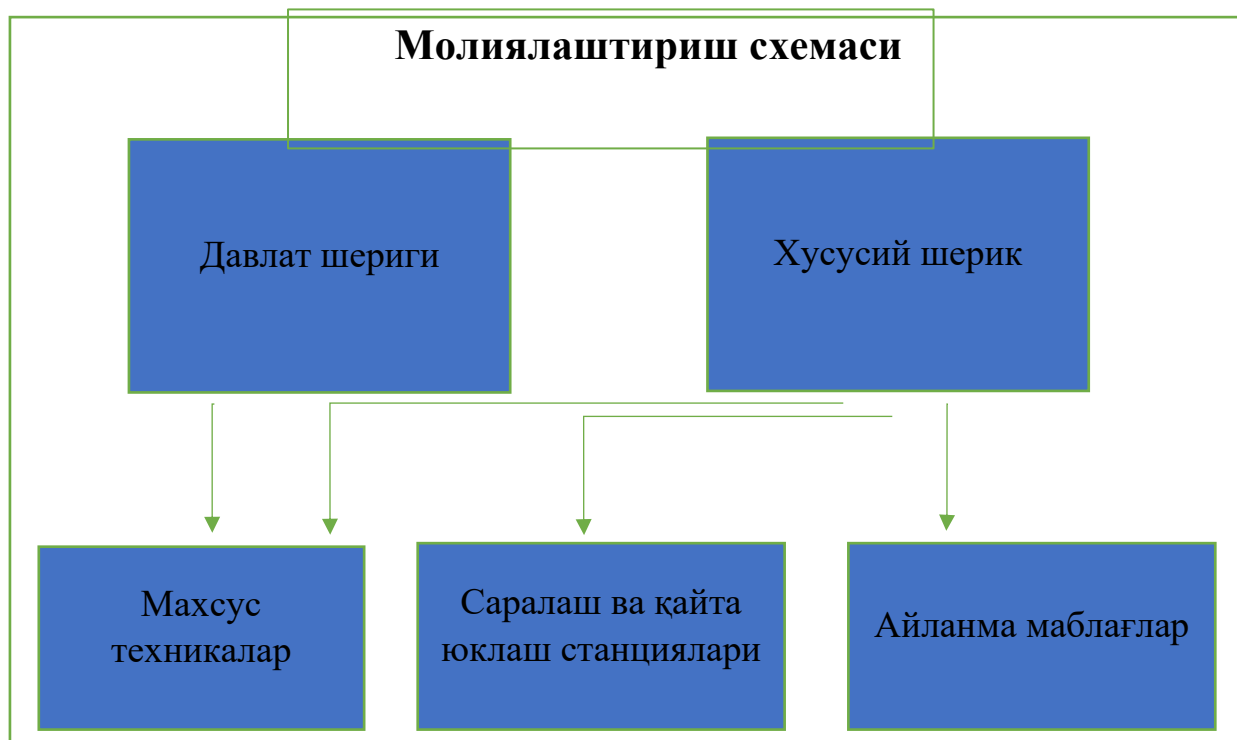 Молиялаштириш схемаси
Давлат шериги
Хусусий шерик
Махсус
техникалар
Саралаш ва қайта
юклаш станциялари
Айланма маблағлар